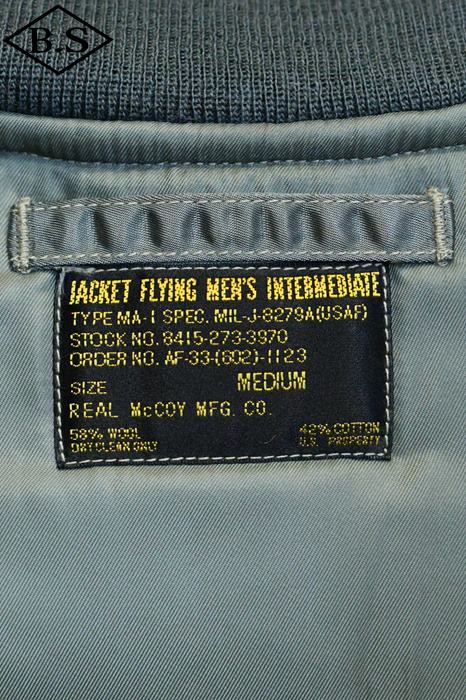 B.S
JACKET FLYING MEN'S INTERMEDIATE
TYPE MA-1 SPEC. MIL-J-8279A(USAF)
STOCK NO. 8415-273-3970
ORDER NO. AF-33-(602)-1123
SIZE MEDIUM
REAL McCOY MFG. CO.
58% WOOL 42% COTTON
DRY CLEAN ONLY U.S. PROPERTY